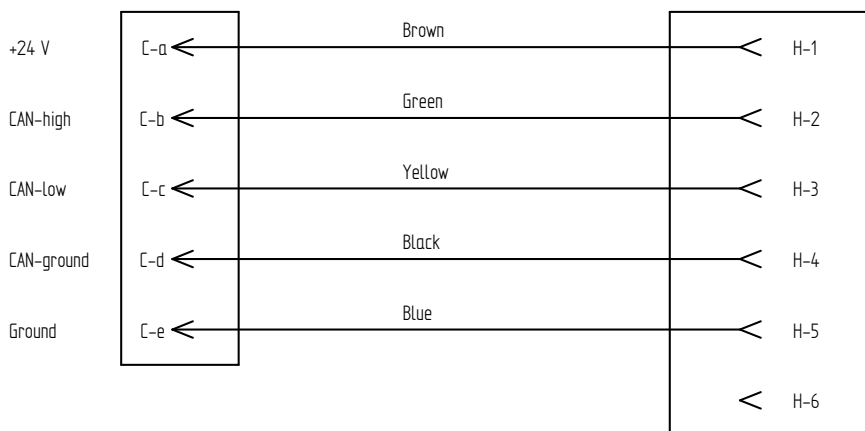 Brown
+24 V C-a H-1
Green
CAN-high C-b H-2
Yellow
CAN-low C-c H-3
Black
CAN-ground C-d H-4
Blue
Ground C-e H-5
H-6